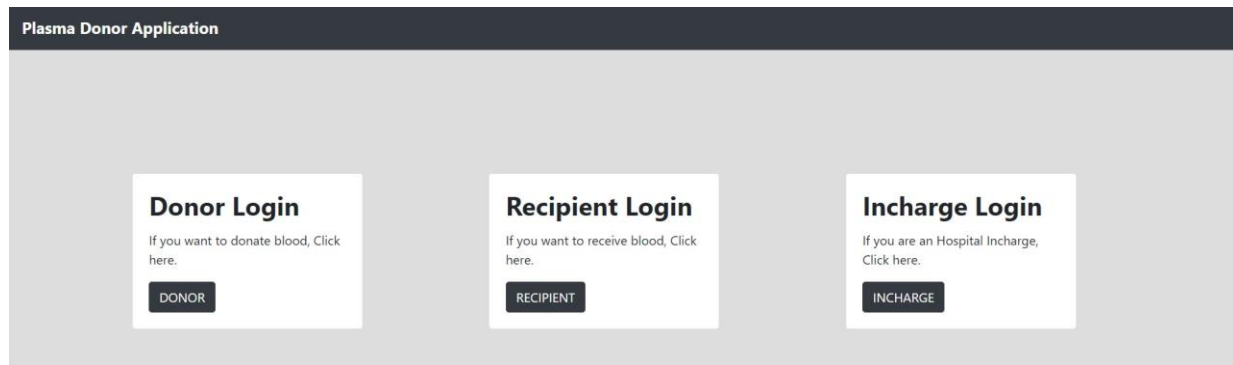 Plasma Donor Application
Donor Login
If you want to donate blood, Click
here.
DONOR
Recipient Login
If you want to receive blood, Click
here.
RECIPIENT
Incharge Login
If you are an Hospital Incharge,
Click here.
INCHARGE